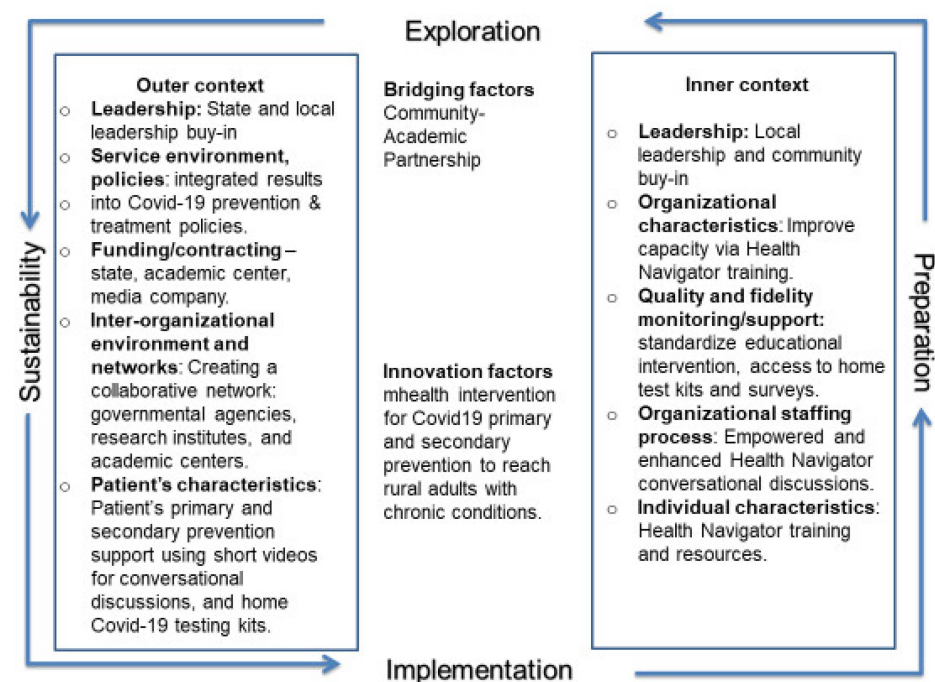 Exploration
Outer context
○ Leadership: State and local
leadership buy-in
○ Service environment,
policies: integrated results
○ into Covid-19 prevention &
treatment policies.
○ Funding/contracting –
state, academic center,
media company.
○ Inter-organizational
environment and
networks: Creating a
collaborative network:
governmental agencies,
research institutes, and
academic centers.
○ Patient's characteristics:
Patient's primary and
secondary prevention
support using short videos
for conversational
discussions, and home
Covid-19 testing kits.
Bridging factors
Community-
Academic
Partnership
Innovation factors
mhealth intervention
for Covid19 primary
and secondary
prevention to reach
rural adults with
chronic conditions.
Inner context
○ Leadership: Local
leadership and community
buy-in
○ Organizational
characteristics: Improve
capacity via Health
Navigator training.
○ Quality and fidelity
monitoring/support:
standardize educational
intervention, access to home
test kits and surveys.
○ Organizational staffing
process: Empowered and
enhanced Health Navigator
conversational discussions.
○ Individual characteristics:
Health Navigator training
and resources.
Sustainability
Preparation
Implementation